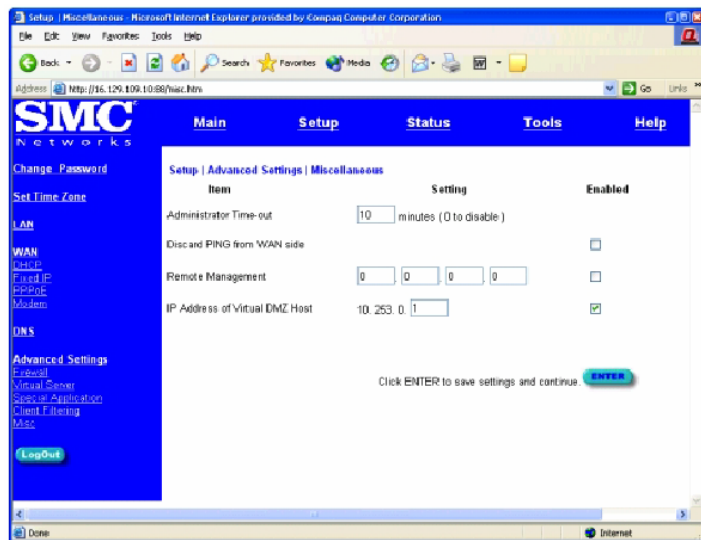 Setup | Miscellaneous - Microsoft Internet Explorer provided by Compaq Computer Corporation
File Edit View Favorites Tools Help
Back Search Favorites Media
Address http://16.129.109.10:88/misc.htm Go Links »
SMC
Networks
Main Setup Status Tools Help
Change Password
Set Time Zone
LAN
WAN
DHCP
Fixed IP
PPPoE
Modem
DNS
Advanced Settings
Firewall
Virtual Server
Special Application
Client Filtering
Misc
LogOut
Setup | Advanced Settings | Miscellaneous
Item Setting Enabled
Administrator Time-out 10 minutes ( 0 to disable )
Discard PING from WAN side
Remote Management 0 . 0 . 0 . 0
IP Address of Virtual DMZ Host 10. 253. 0. 1
Click ENTER to save settings and continue. ENTER
Done Internet